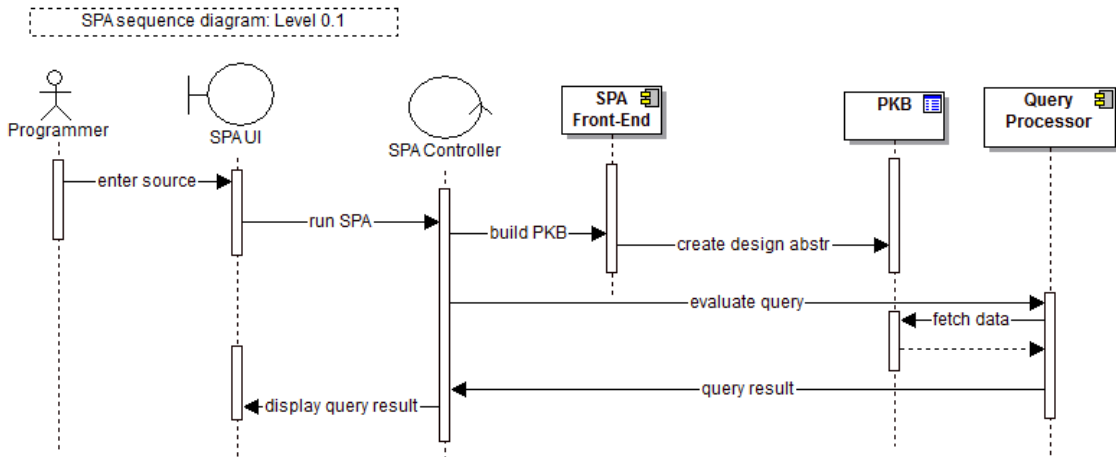 SPA sequence diagram: Level 0.1
Programmer
SPA UI
SPA Controller
SPA
Front-End
PKB
Query
Processor
enter source
run SPA
build PKB
create design abstr
evaluate query
fetch data
query result
display query result